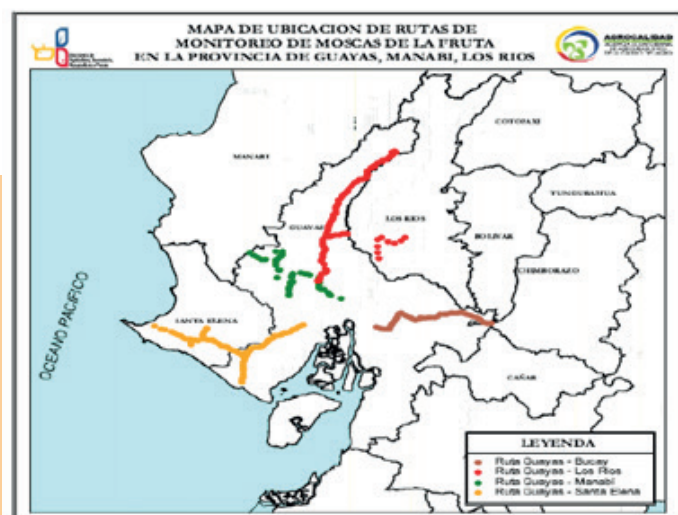 MAPA DE UBICACION DE RUTAS DE
MONITOREO DE MOSCAS DE LA FRUTA
EN LA PROVINCIA DE GUAYAS, MANABI, LOS RIOS
AGROCALIDAD
COTOPAXI
MANABI
TUNGURAHUA
LOS RIOS
GUAYAS
BOLIVAR
CHIMBORAZO
SANTA ELENA
OCEANO PACIFICO
CAÑAR
LEYENDA
Ruta Guayas - Bucay
Ruta Guayas - Los Rios
Ruta Guayas - Manabi
Ruta Guayas - Santa Elena